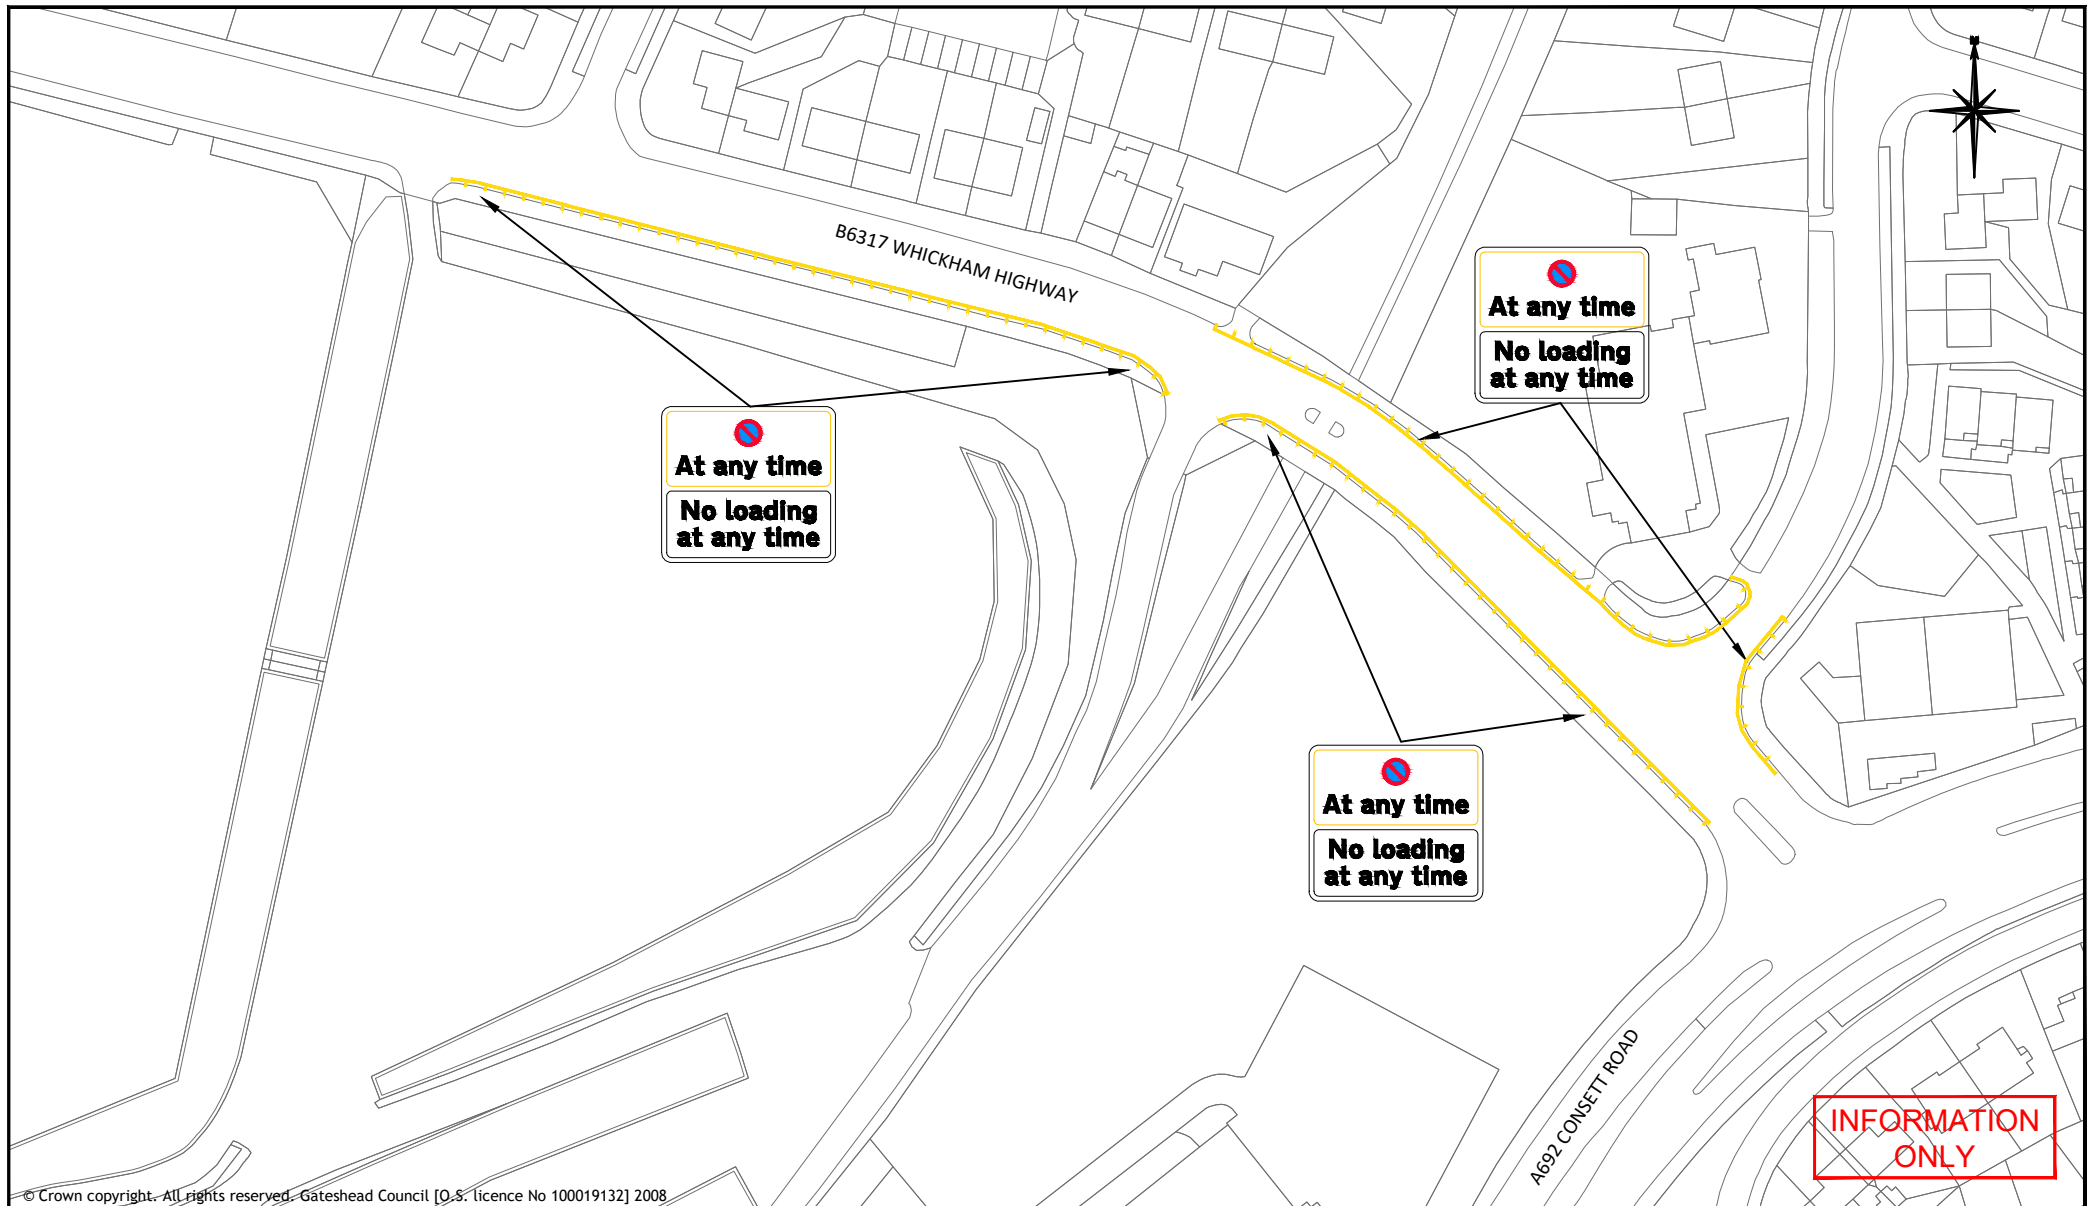 N
B6317 WHICKHAM HIGHWAY
At any time
No loading
at any time
At any time
No loading
at any time
At any time
No loading
at any time
A692 CONSETT ROAD
INFORMATION
ONLY
© Crown copyright. All rights reserved. Gateshead Council [O.S. licence No 100019132] 2008